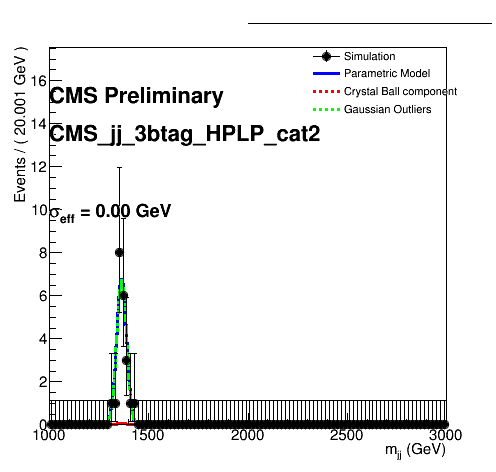 Simulation
Parametric Model
Crystal Ball component
Gaussian Outliers
CMS Preliminary
CMS_jj_3btag_HPLP_cat2
σeff = 0.00 GeV
Events / ( 20.001 GeV )
16
14
12
10
8
6
4
2
0
1000 1500 2000 2500 3000
mjj (GeV)